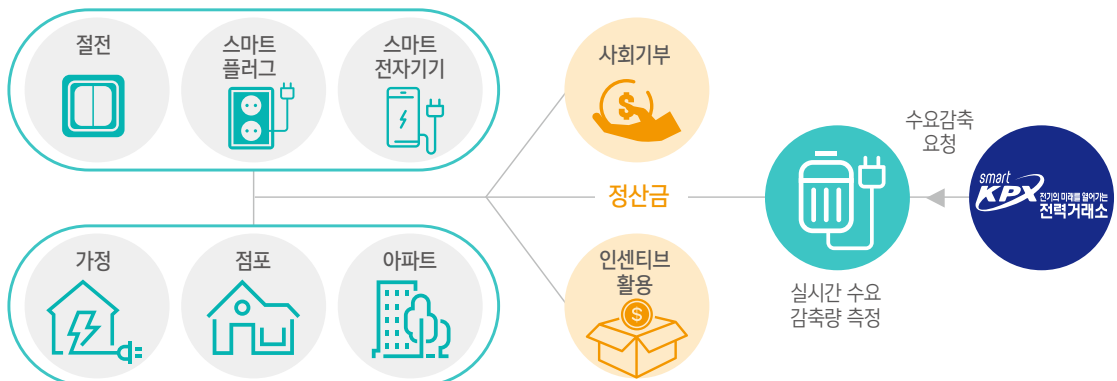 절전
스마트
플러그
스마트
전자기기
가정
점포
아파트
사회기부
정산금
인센티브
활용
실시간 수요
감축량 측정
수요감축
요청
smart
KPX 전기의 미래를 열어가는
전력거래소